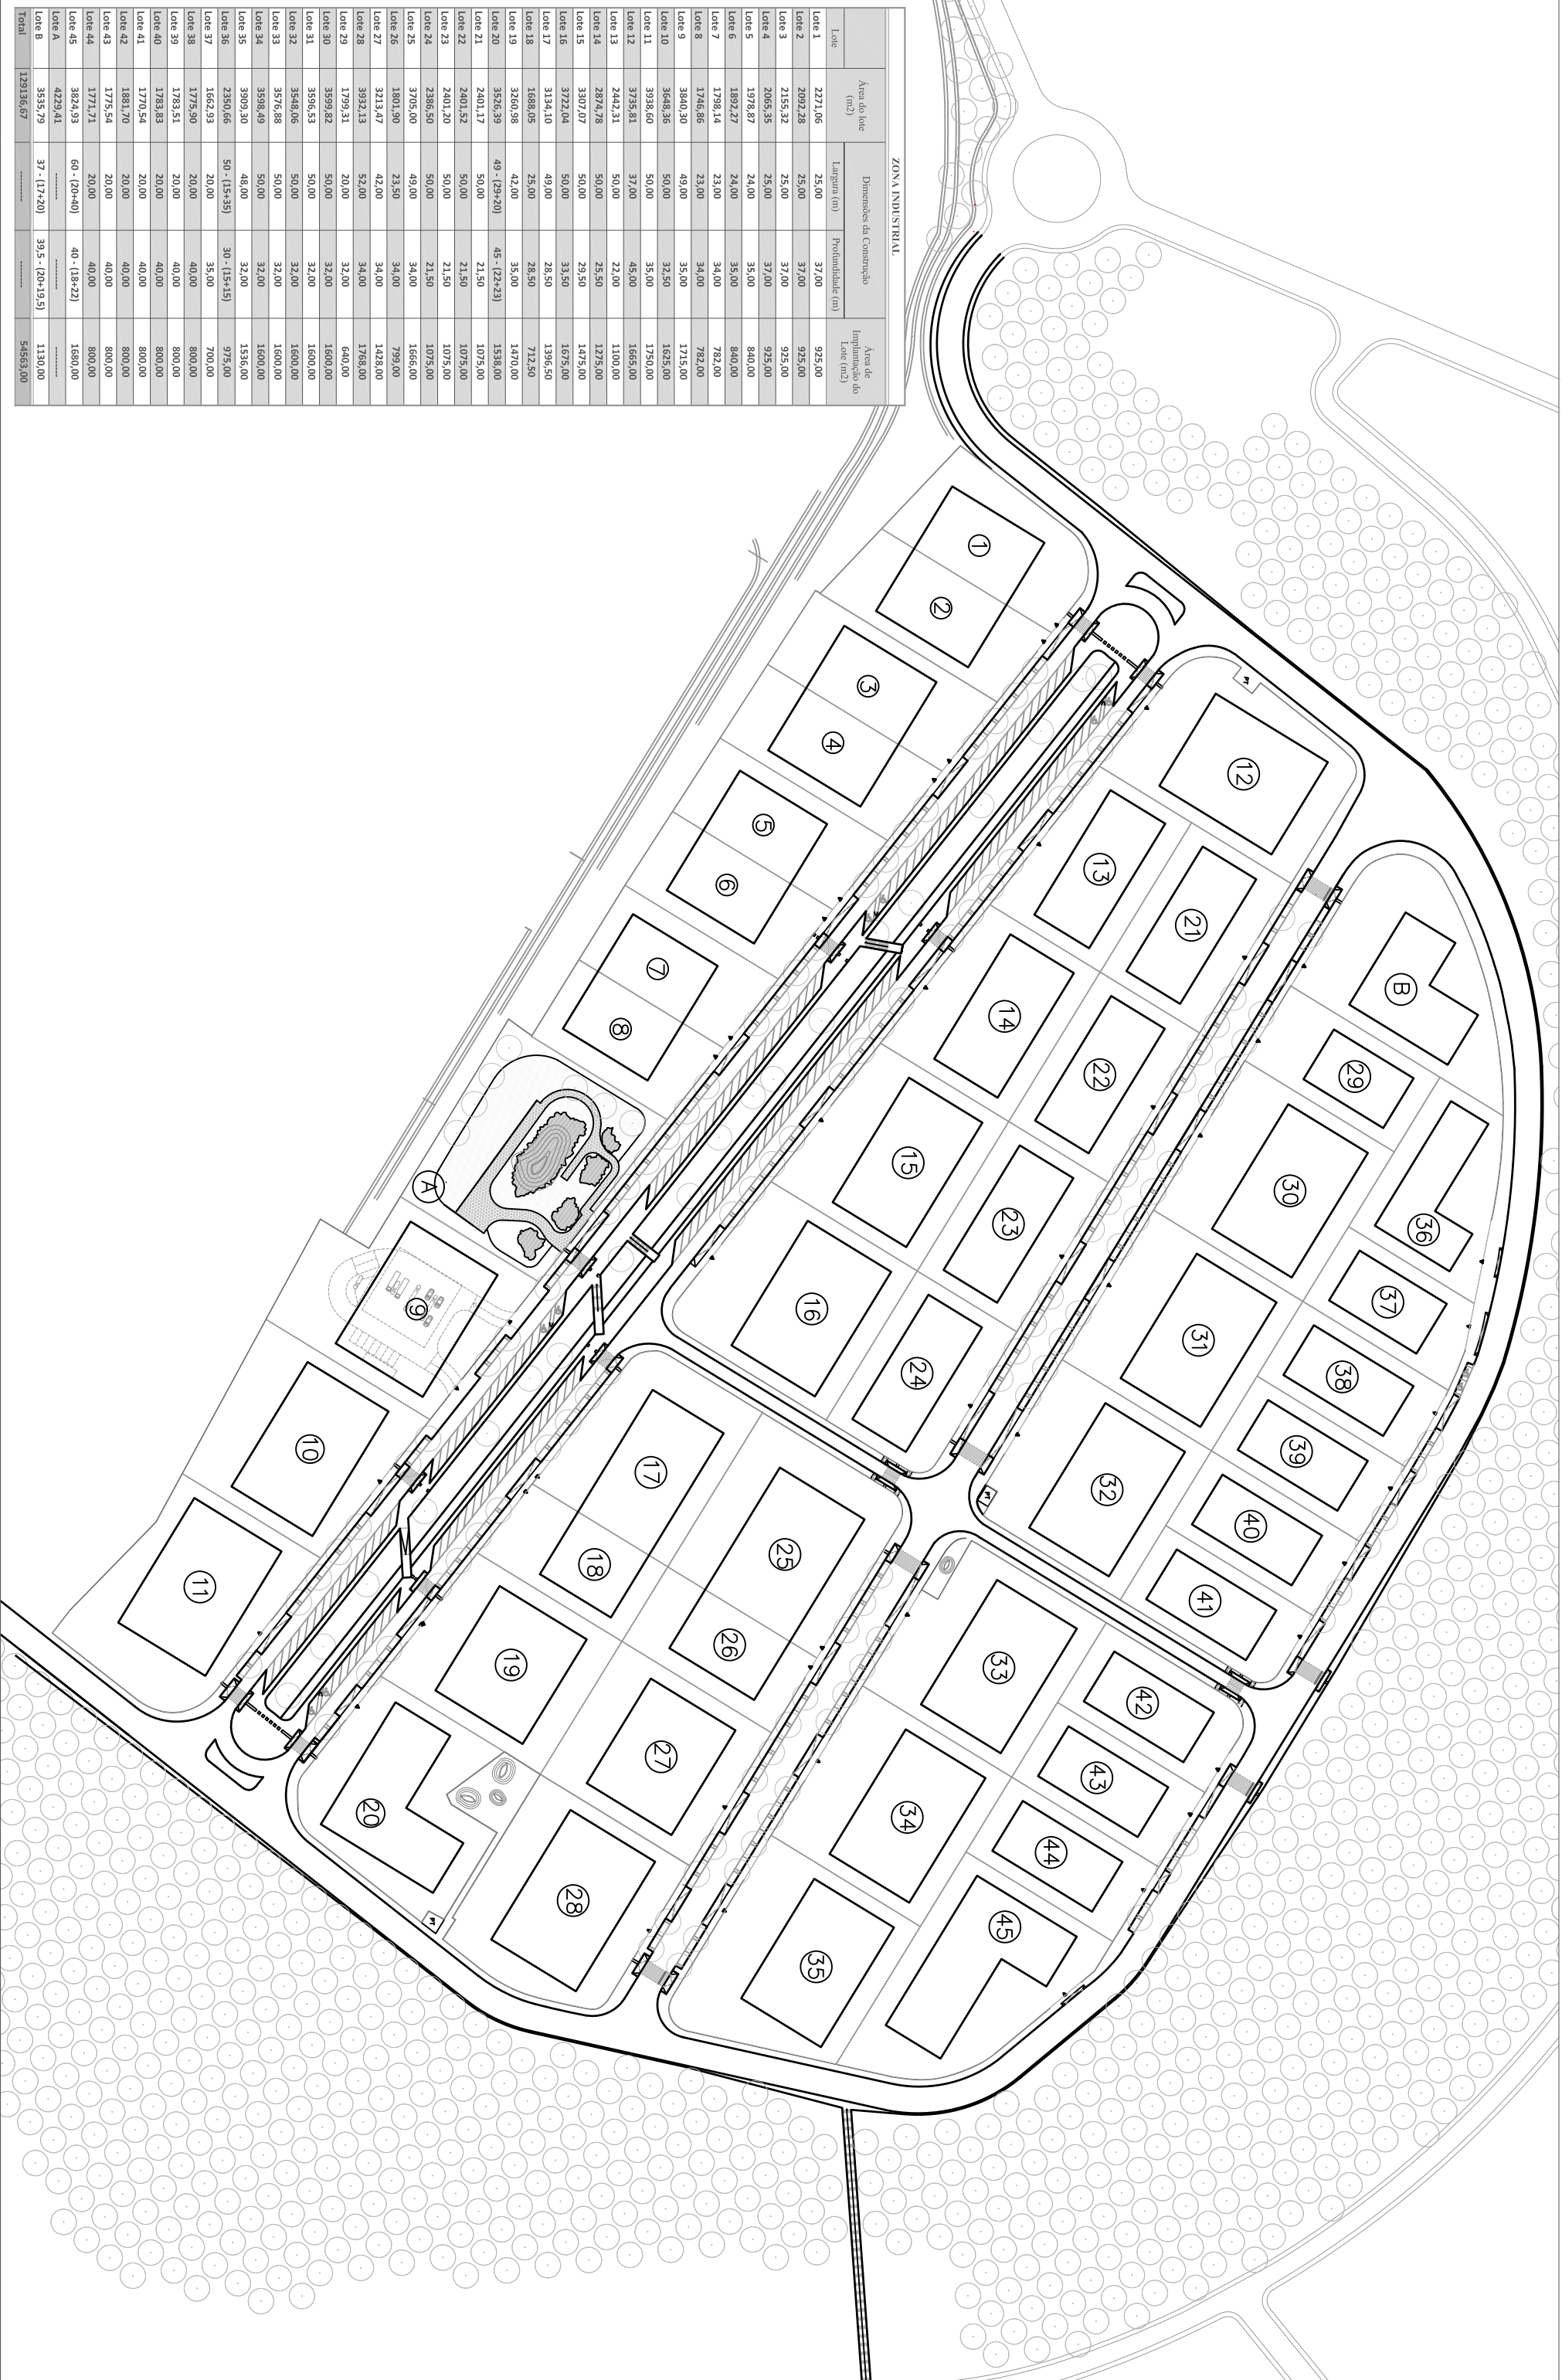 ZONA INDUSTRIAL
Lote	Área do lote (m2)	Dimensões da Construção	Área de Implantação do Lote (m2)
Largura (m)	Profundidade (m)
Lote 1	2271,06	25,00	37,00	925,00
Lote 2	2092,28	25,00	37,00	925,00
Lote 3	2155,32	25,00	37,00	925,00
Lote 4	2065,35	25,00	37,00	925,00
Lote 5	1978,87	24,00	35,00	840,00
Lote 6	1892,27	24,00	35,00	840,00
Lote 7	1798,14	23,00	34,00	782,00
Lote 8	1746,86	23,00	34,00	782,00
Lote 9	3840,30	49,00	35,00	1715,00
Lote 10	3648,36	50,00	32,50	1625,00
Lote 11	3938,60	50,00	35,00	1750,00
Lote 12	3735,81	37,00	45,00	1665,00
Lote 13	2442,31	50,00	22,00	1100,00
Lote 14	2874,78	50,00	25,50	1275,00
Lote 15	3307,07	50,00	29,50	1475,00
Lote 16	3722,04	50,00	33,50	1675,00
Lote 17	3134,10	49,00	28,50	1396,50
Lote 18	1688,05	25,00	28,50	712,50
Lote 19	3260,98	42,00	35,00	1470,00
Lote 20	3526,39	49 - (29+20)	45 - (22+23)	1538,00
Lote 21	2401,17	50,00	21,50	1075,00
Lote 22	2401,52	50,00	21,50	1075,00
Lote 23	2401,20	50,00	21,50	1075,00
Lote 24	2386,50	50,00	21,50	1075,00
Lote 25	3705,00	49,00	34,00	1666,00
Lote 26	1801,90	23,50	34,00	799,00
Lote 27	3213,47	42,00	34,00	1428,00
Lote 28	3932,13	52,00	34,00	1768,00
Lote 29	1799,31	20,00	32,00	640,00
Lote 30	3599,82	50,00	32,00	1600,00
Lote 31	3596,53	50,00	32,00	1600,00
Lote 32	3548,06	50,00	32,00	1600,00
Lote 33	3576,88	50,00	32,00	1600,00
Lote 34	3598,49	50,00	32,00	1600,00
Lote 35	3909,30	48,00	32,00	1536,00
Lote 36	2350,66	50 - (15+35)	30 - (15+15)	975,00
Lote 37	1662,93	20,00	35,00	700,00
Lote 38	1775,90	20,00	40,00	800,00
Lote 39	1783,51	20,00	40,00	800,00
Lote 40	1783,83	20,00	40,00	800,00
Lote 41	1770,54	20,00	40,00	800,00
Lote 42	1881,70	20,00	40,00	800,00
Lote 43	1775,54	20,00	40,00	800,00
Lote 44	1771,71	20,00	40,00	800,00
Lote 45	3824,93	60 - (20+40)	40 - (18+22)	1680,00
Lote A	4229,41	----------	----------	----------
Lote B	3535,79	37 - (17+20)	39,5 - (20+19,5)	1130,00
Total	129136,67	----------	----------	54563,00
1
2
3
4
5
6
7
8
A
9
10
11
12
13
14
15
16
17
18
19
20
21
22
23
24
25
26
27
28
B
29
30
31
32
33
34
35
36
37
38
39
40
41
42
43
44
45